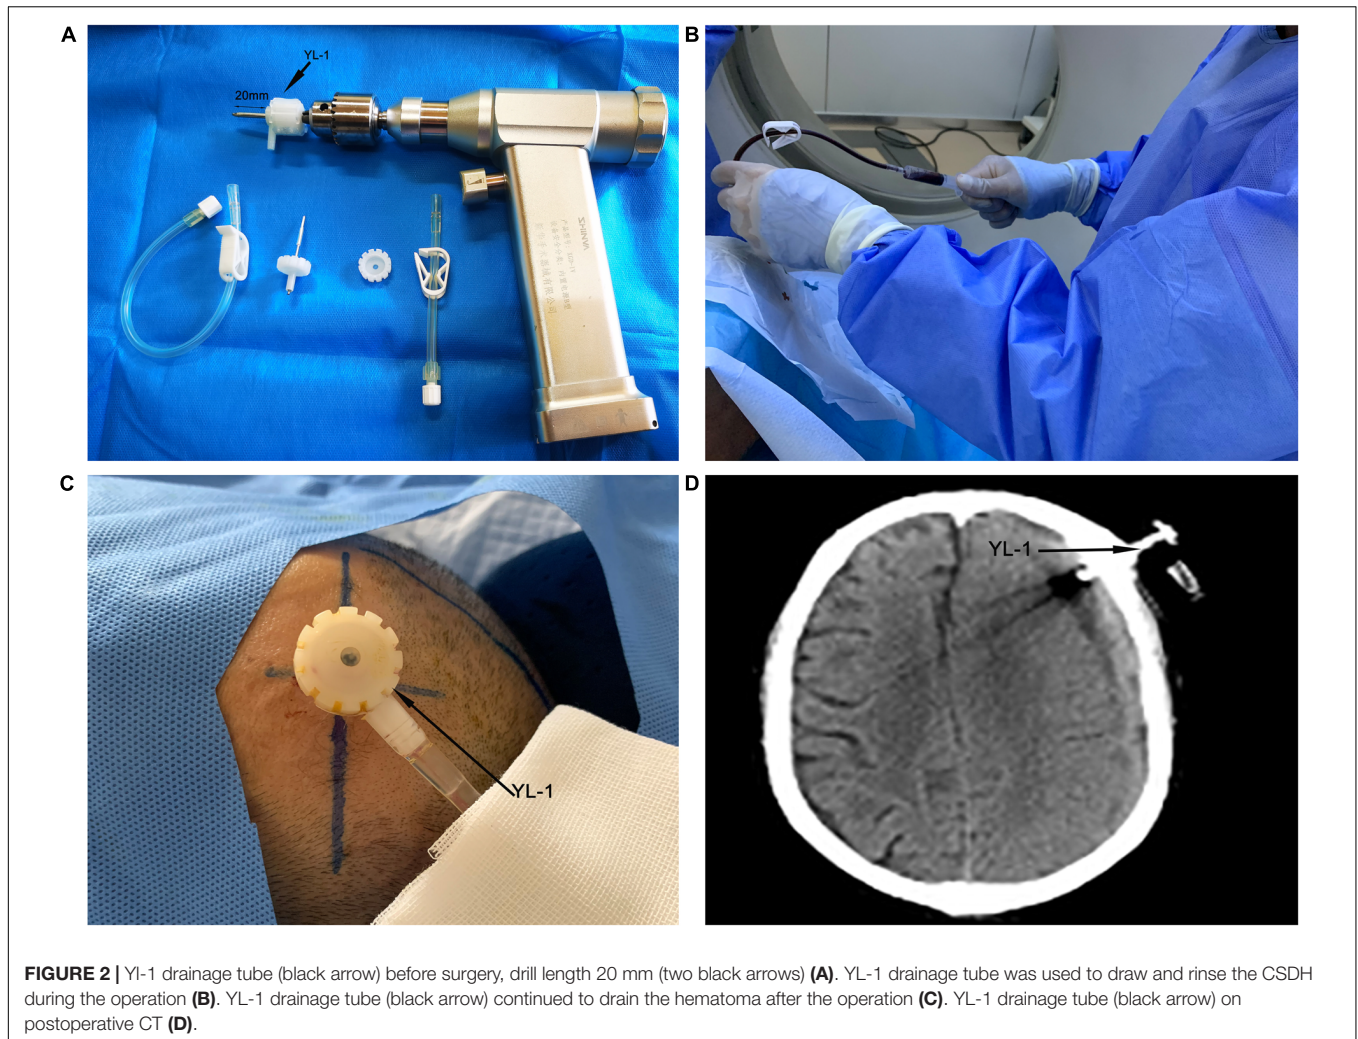 A
YL-1
20mm
SHINVA
B
C
YL-1
D
YL-1
FIGURE 2 | Yl-1 drainage tube (black arrow) before surgery, drill length 20 mm (two black arrows) (A). YL-1 drainage tube was used to draw and rinse the CSDH
during the operation (B). YL-1 drainage tube (black arrow) continued to drain the hematoma after the operation (C). YL-1 drainage tube (black arrow) on
postoperative CT (D).